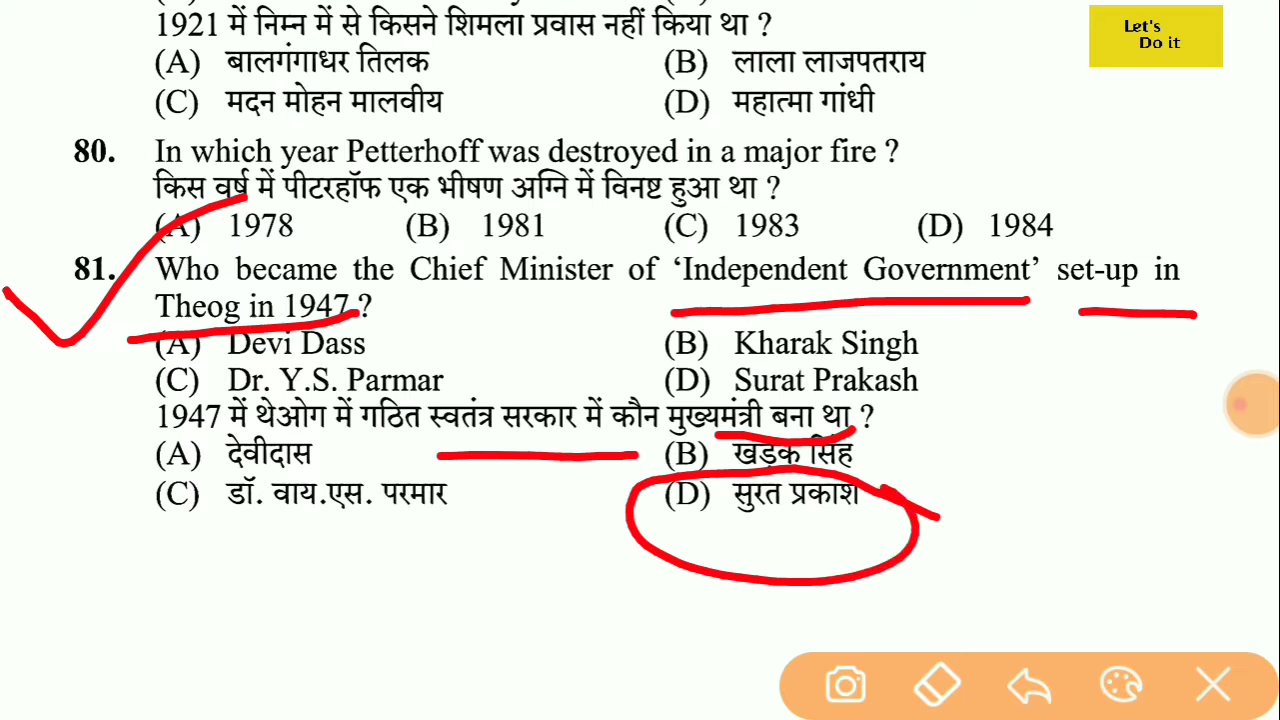 1921 में निम्न में से किसने शिमला प्रवास नहीं किया था ?
(A) बालगंगाधर तिलक (B) लाला लाजपतराय
(C) मदन मोहन मालवीय (D) महात्मा गांधी
Let's
Do it
80. In which year Petterhoff was destroyed in a major fire ?
किस वर्ष में पीटरहॉफ एक भीषण अग्नि में विनष्ट हुआ था ?
(A) 1978 (B) 1981 (C) 1983 (D) 1984
81. Who became the Chief Minister of ‘Independent Government’ set-up in
Theog in 1947 ?
(A) Devi Dass (B) Kharak Singh
(C) Dr. Y.S. Parmar (D) Surat Prakash
1947 में थेओग में गठित स्वतंत्र सरकार में कौन मुख्यमंत्री बना था ?
(A) देवीदास (B) खड़क सिंह
(C) डॉ. वाय.एस. परमार (D) सुरत प्रकाश